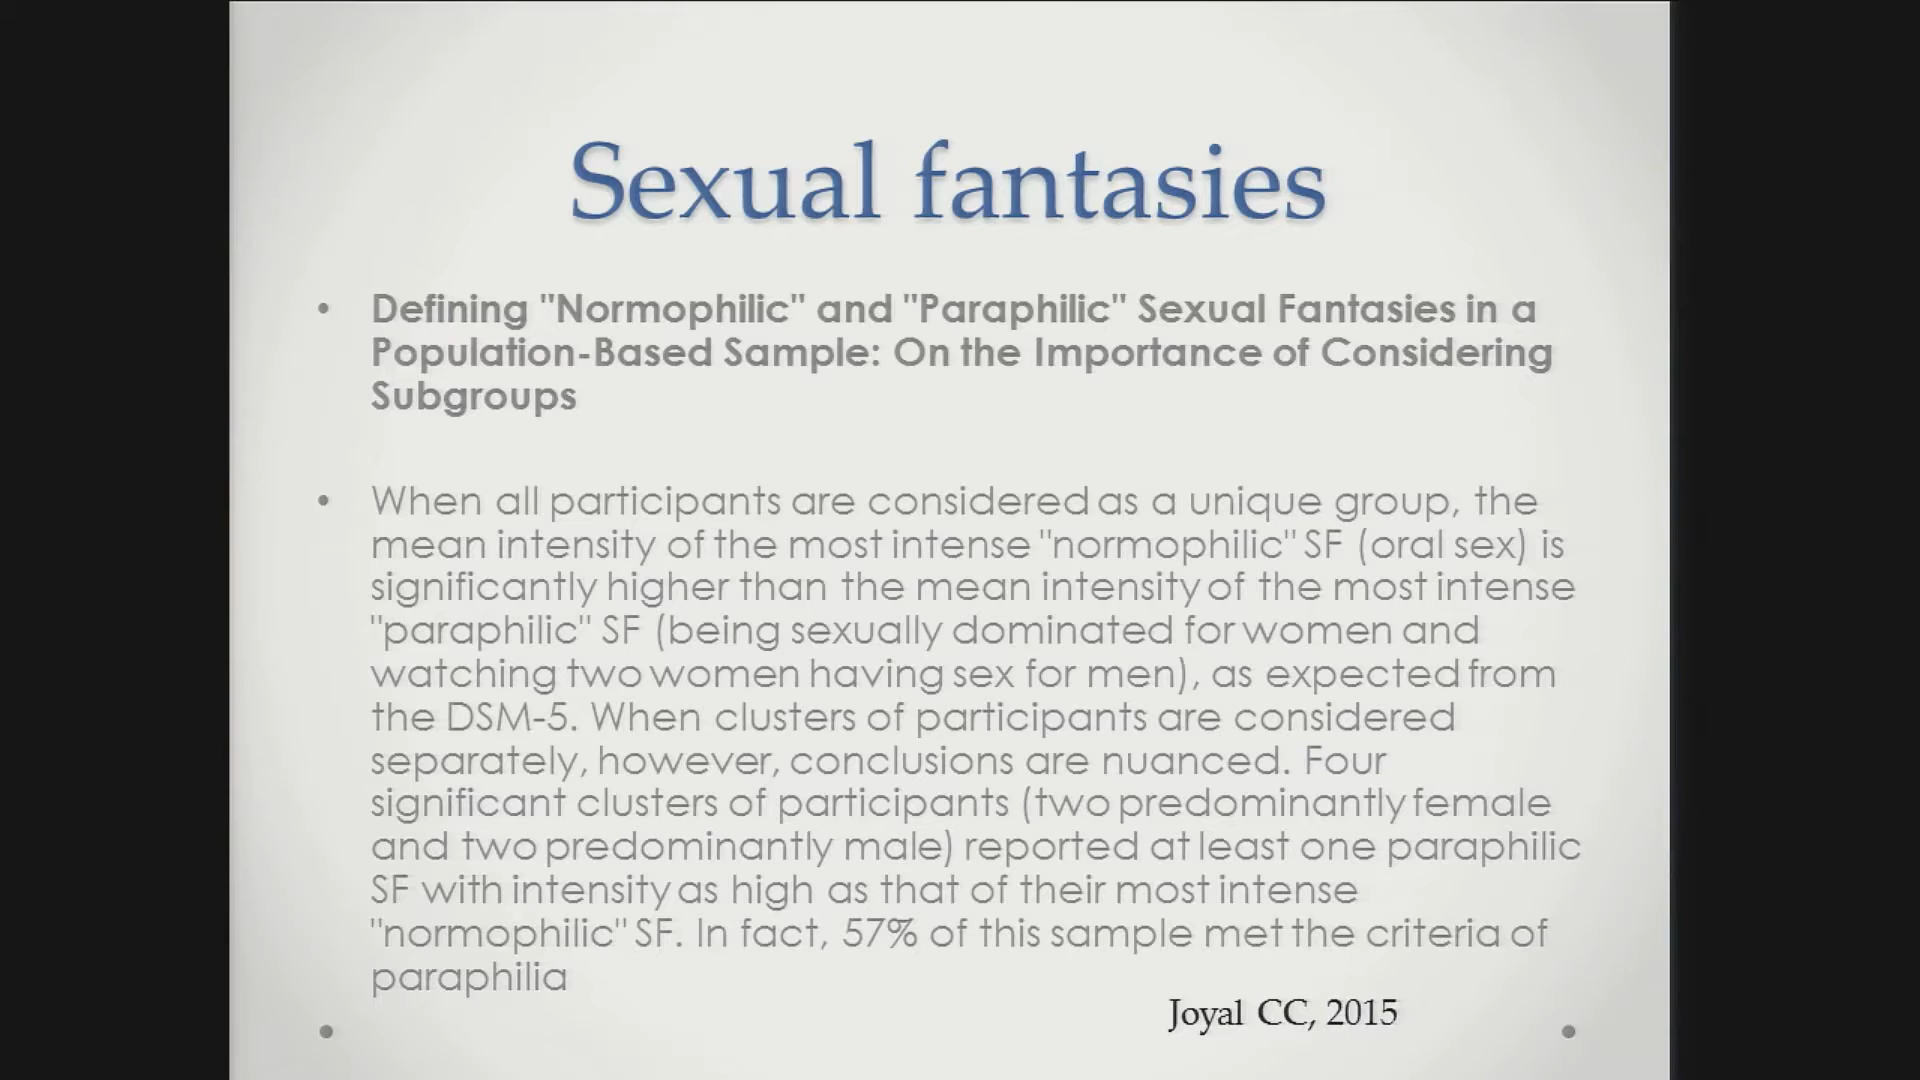 Sexual fantasies
• Defining "Normophilic" and "Paraphilic" Sexual Fantasies in a
Population-Based Sample: On the Importance of Considering
Subgroups
• When all participants are considered as a unique group, the
mean intensity of the most intense "normophilic" SF (oral sex) is
significantly higher than the mean intensity of the most intense
"paraphilic" SF (being sexually dominated for women and
watching two women having sex for men), as expected from
the DSM-5. When clusters of participants are considered
separately, however, conclusions are nuanced. Four
significant clusters of participants (two predominantly female
and two predominantly male) reported at least one paraphilic
SF with intensity as high as that of their most intense
"normophilic" SF. In fact, 57% of this sample met the criteria of
paraphilia
Joyal CC, 2015